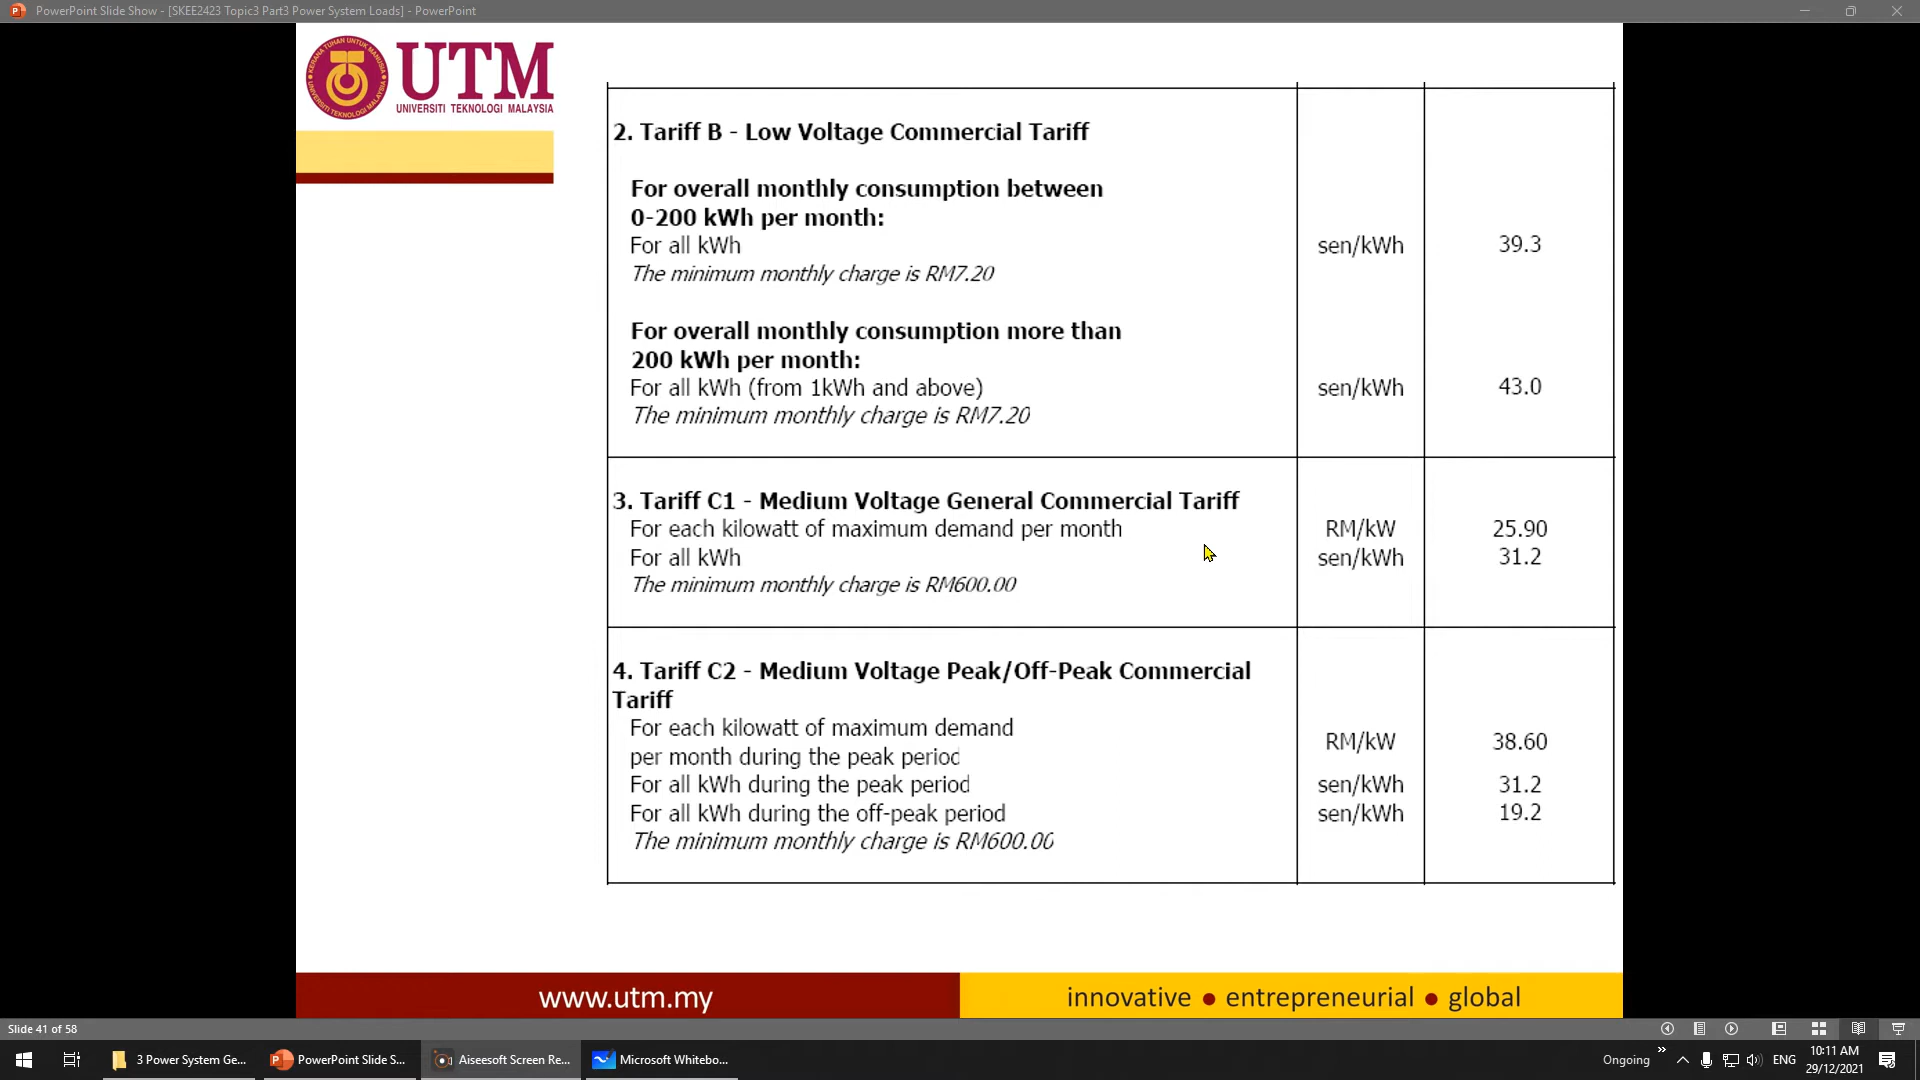 PowerPoint Slide Show - [SKEE2423 Topic3 Part3 Power System Loads] - PowerPoint
UTM
UNIVERSITI TEKNOLOGI MALAYSIA
KERANA TUHAN UNTUK MANUSIA
UNIVERSITI TEKNOLOGI MALAYSIA
2. Tariff B - Low Voltage Commercial Tariff
For overall monthly consumption between
0-200 kWh per month:
For all kWh sen/kWh 39.3
The minimum monthly charge is RM7.20
For overall monthly consumption more than
200 kWh per month:
For all kWh (from 1kWh and above) sen/kWh 43.0
The minimum monthly charge is RM7.20
3. Tariff C1 - Medium Voltage General Commercial Tariff
For each kilowatt of maximum demand per month RM/kW 25.90
For all kWh sen/kWh 31.2
The minimum monthly charge is RM600.00
4. Tariff C2 - Medium Voltage Peak/Off-Peak Commercial
Tariff
For each kilowatt of maximum demand
per month during the peak period RM/kW 38.60
For all kWh during the peak period sen/kWh 31.2
For all kWh during the off-peak period sen/kWh 19.2
The minimum monthly charge is RM600.00
www.utm.my
innovative ● entrepreneurial ● global
Slide 41 of 58
3 Power System Ge...
PowerPoint Slide S...
Aiseesoft Screen Re...
Microsoft Whitebo...
Ongoing
ENG
10:11 AM
29/12/2021